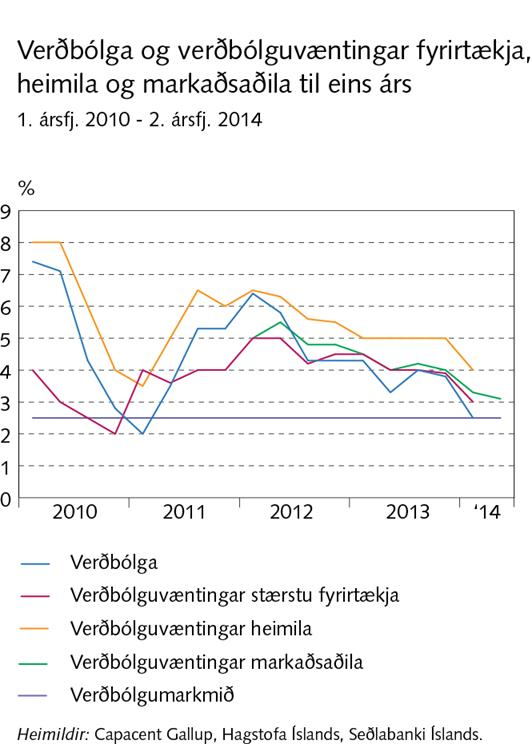 Verðbólga og verðbólguvæntingar fyrirtækja,
heimila og markaðsaðila til eins árs
1. ársfj. 2010 - 2. ársfj. 2014
%
9
8
7
6
5
4
3
2
1
0
2010 2011 2012 2013 ‘14
Verðbólga
Verðbólguvæntingar stærstu fyrirtækja
Verðbólguvæntingar heimila
Verðbólguvæntingar markaðsaðila
Verðbólgumarkmið
Heimildir: Capacent Gallup, Hagstofa Íslands, Seðlabanki Íslands.